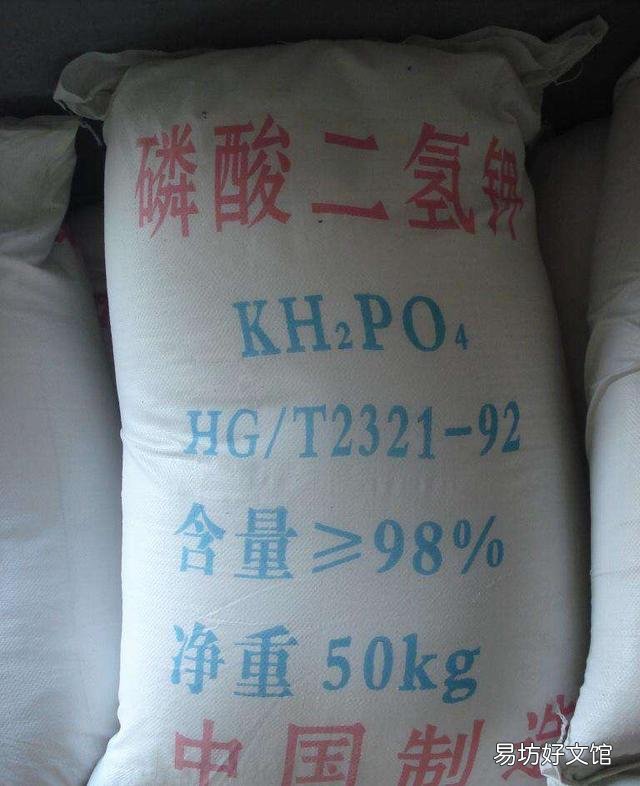 磷酸二氢钾
KH₂PO₄
HG/T2321-92
含量≥98%
净重50kg
中国制造
易坊好文馆